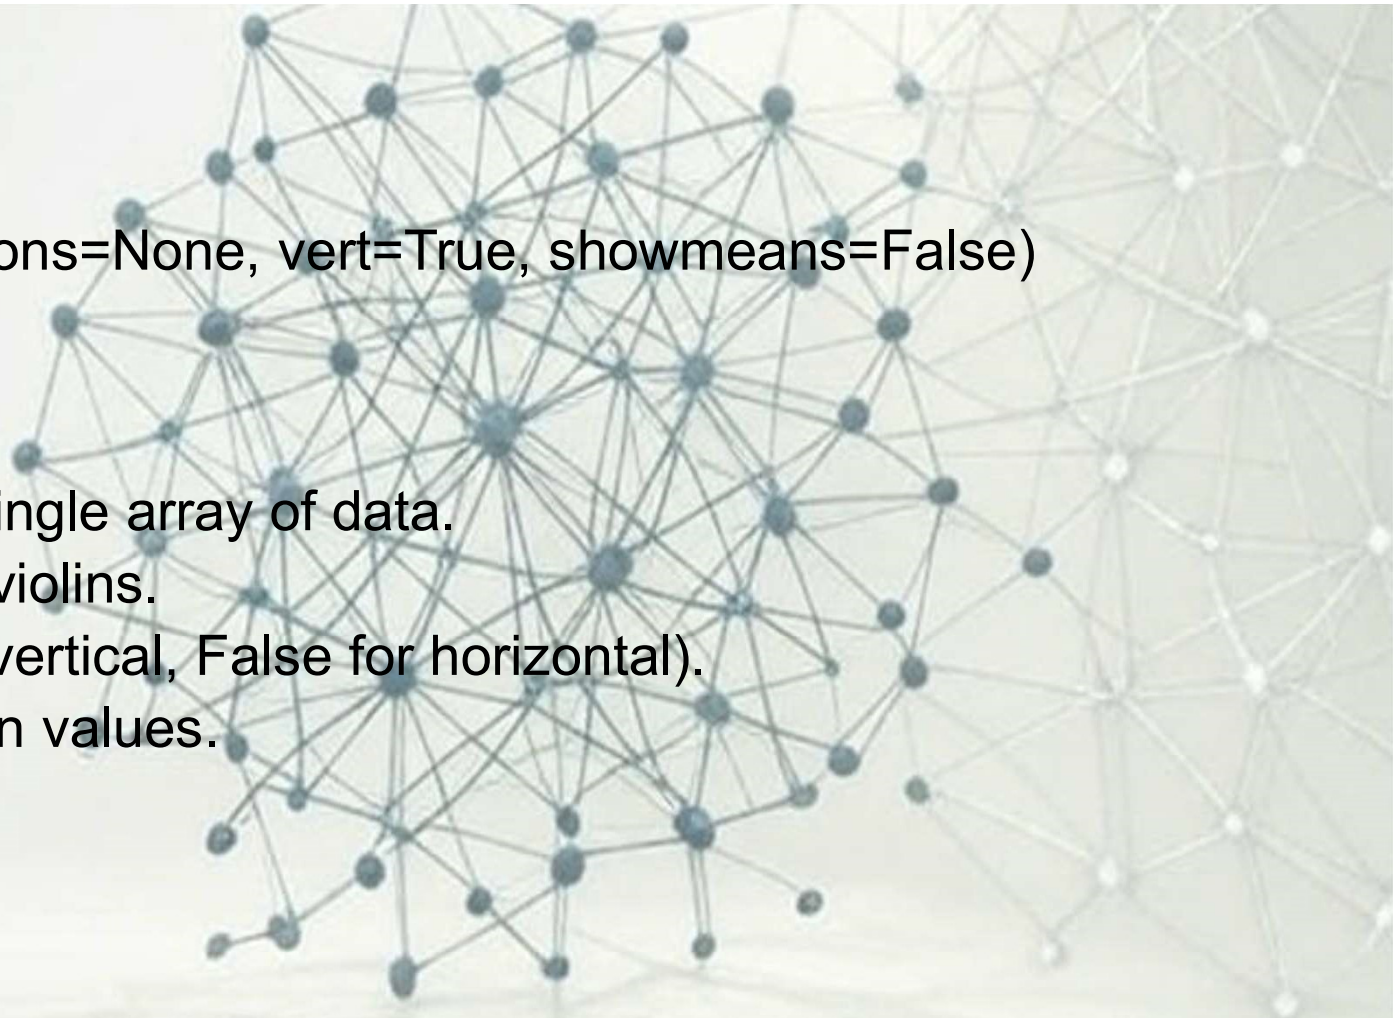 ons=None, vert=True, showmeans=False)
ingle array of data.
violins.
vertical, False for horizontal).
n values.